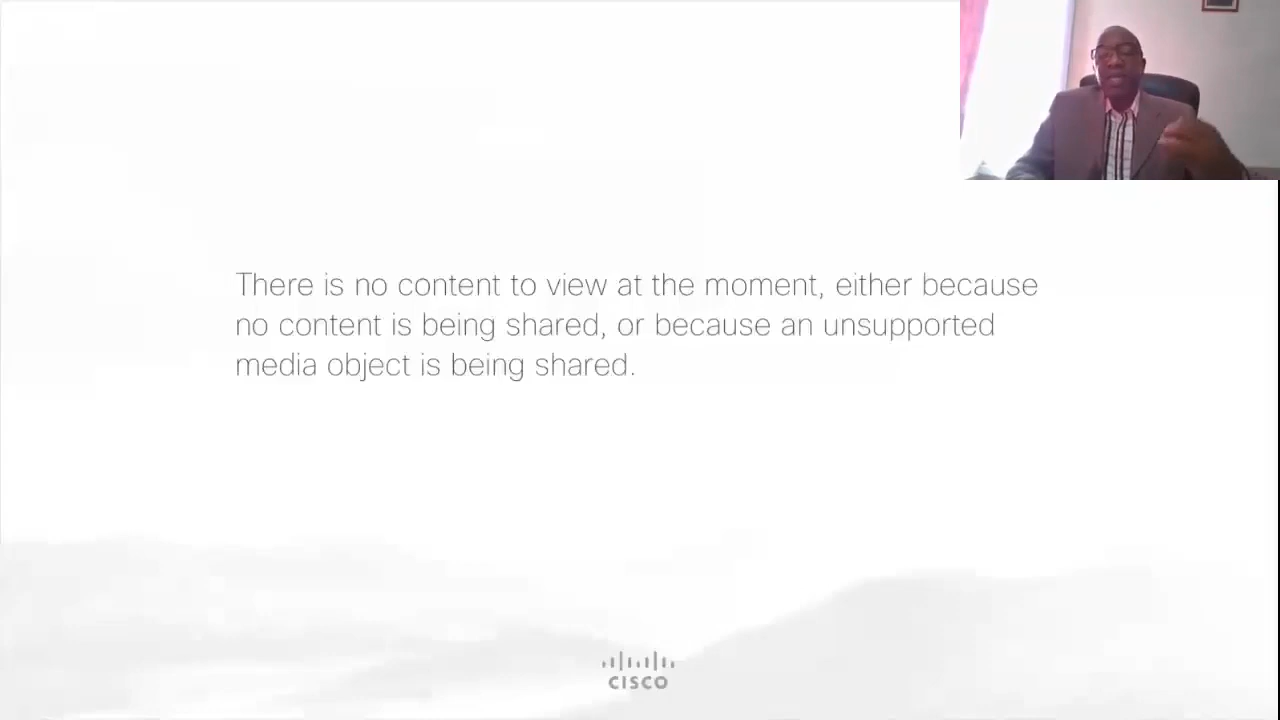 There is no content to view at the moment, either because
no content is being shared, or because an unsupported
media object is being shared.
CISCO